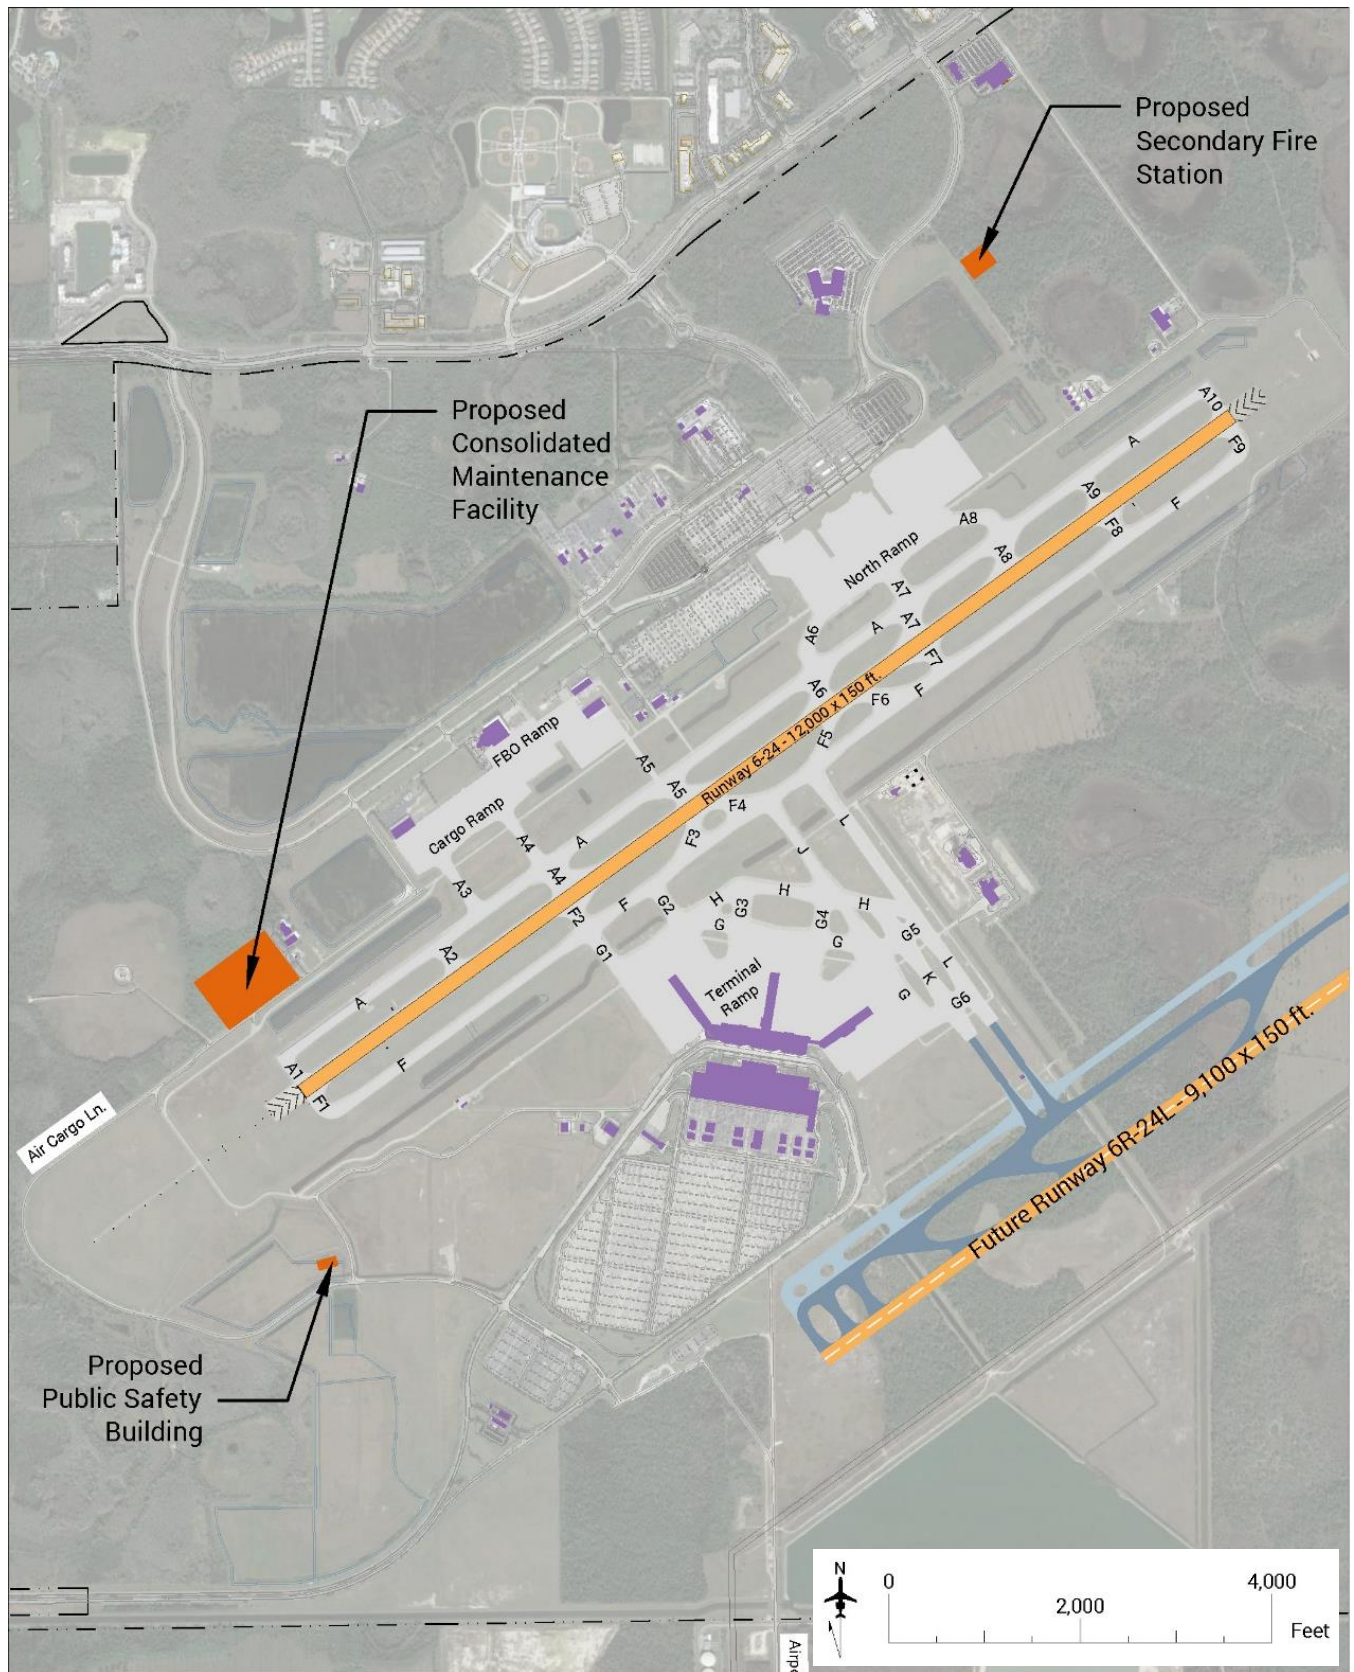 Proposed
Secondary Fire
Station
Proposed
Consolidated
Maintenance
Facility
A10
F9
A
A9
F8
F
A8
A8
North Ramp
A7
A7
A
A6
A6
F7
F
F6
F5
Runway 6-24 - 12,000 x 150 ft.
FBO Ramp
A5
A5
F4
F3
L
J
Cargo Ramp
A4
A
A4
A3
F2
F
G2
G1
H
H
H
G3
G
G4
G
G5
L
K
G
G6
A2
A
F
A1
F1
Terminal
Ramp
Air Cargo Ln.
Future Runway 6R-24L - 9,100 x 150 ft.
Proposed
Public Safety
Building
N
0
2,000
4,000
Feet